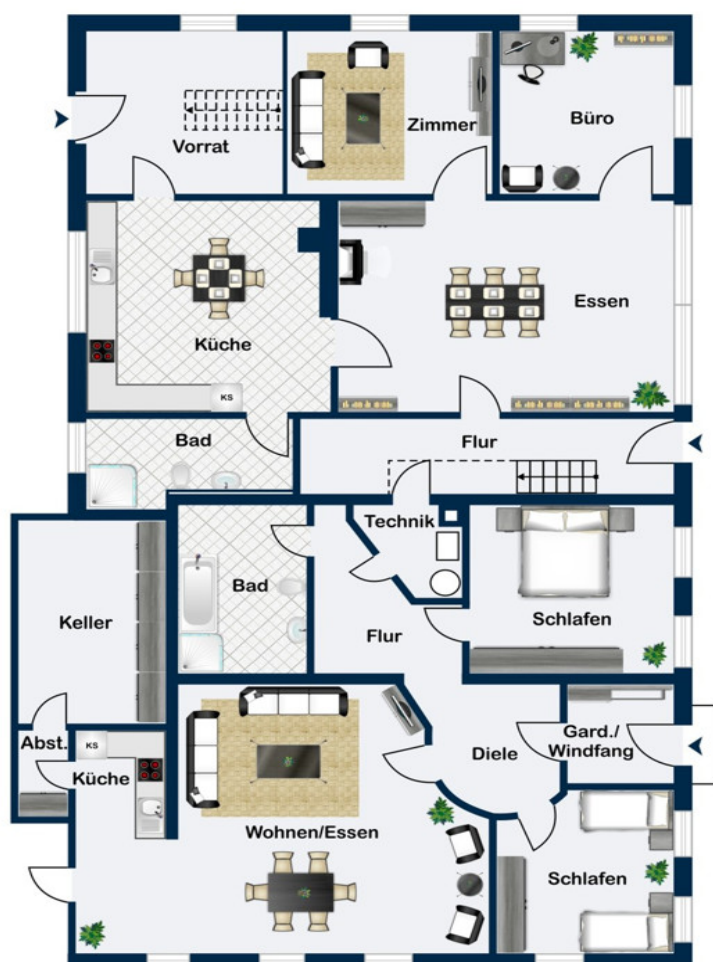 Vorrat
Zimmer
Büro
Küche
Essen
KS
Bad
Flur
Technik
Bad
Keller
Schlafen
Flur
Abst.
KS
Küche
Diele
Gard./
Windfang
Wohnen/Essen
Schlafen